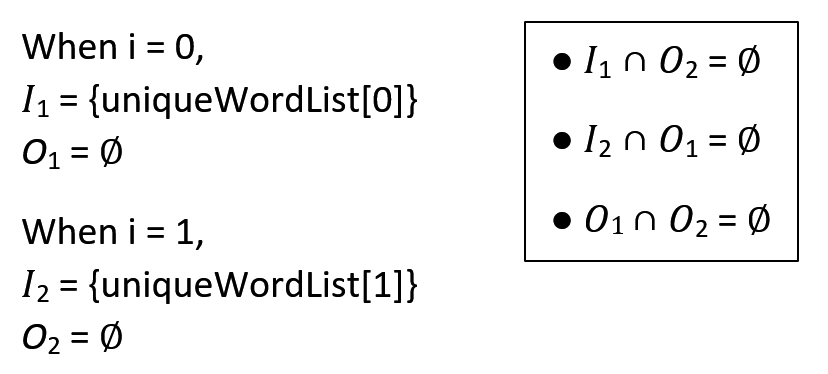 When i = 0,
I₁ = {uniqueWordList[0]}
O₁ = ∅
When i = 1,
I₂ = {uniqueWordList[1]}
O₂ = ∅
● I₁ ∩ O₂ = ∅
● I₂ ∩ O₁ = ∅
● O₁ ∩ O₂ = ∅